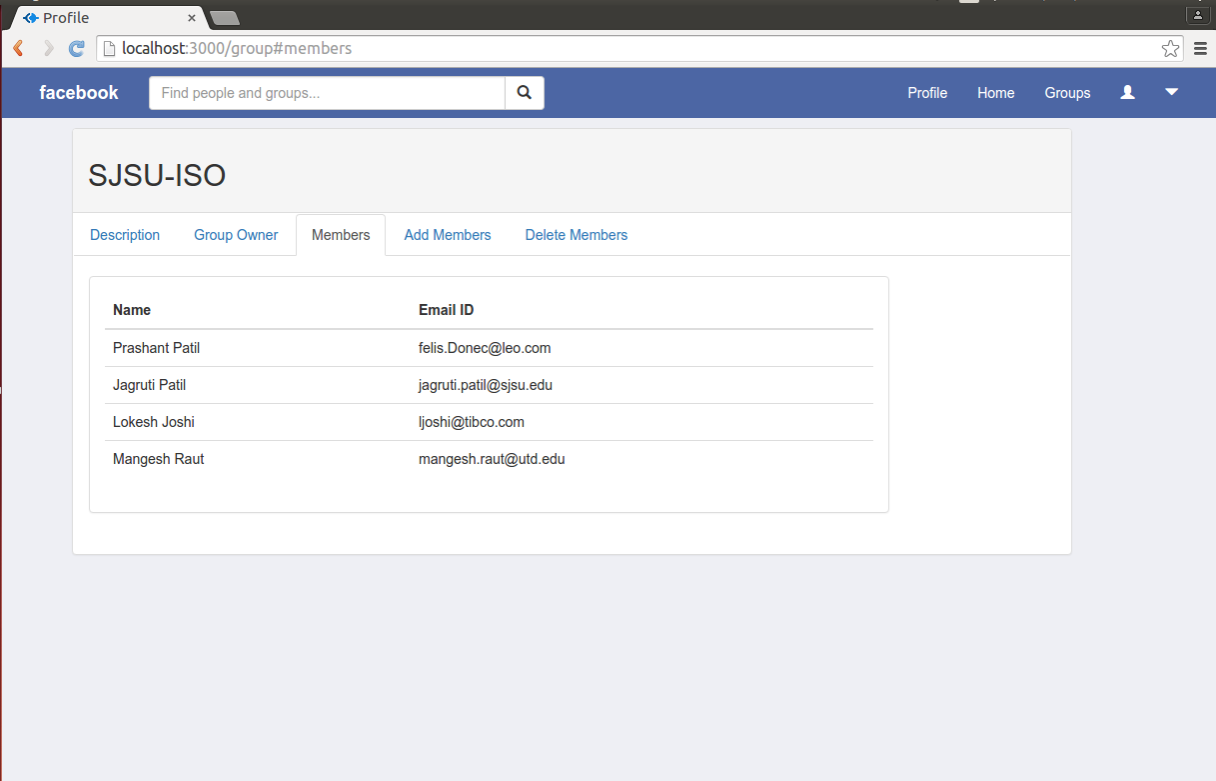 Profile
localhost:3000/group#members
facebook Find people and groups... Profile Home Groups
SJSU-ISO
Description Group Owner Members Add Members Delete Members
Name Email ID
Prashant Patil felis.Donec@leo.com
Jagruti Patil jagruti.patil@sjsu.edu
Lokesh Joshi ljoshi@tibco.com
Mangesh Raut mangesh.raut@utd.edu